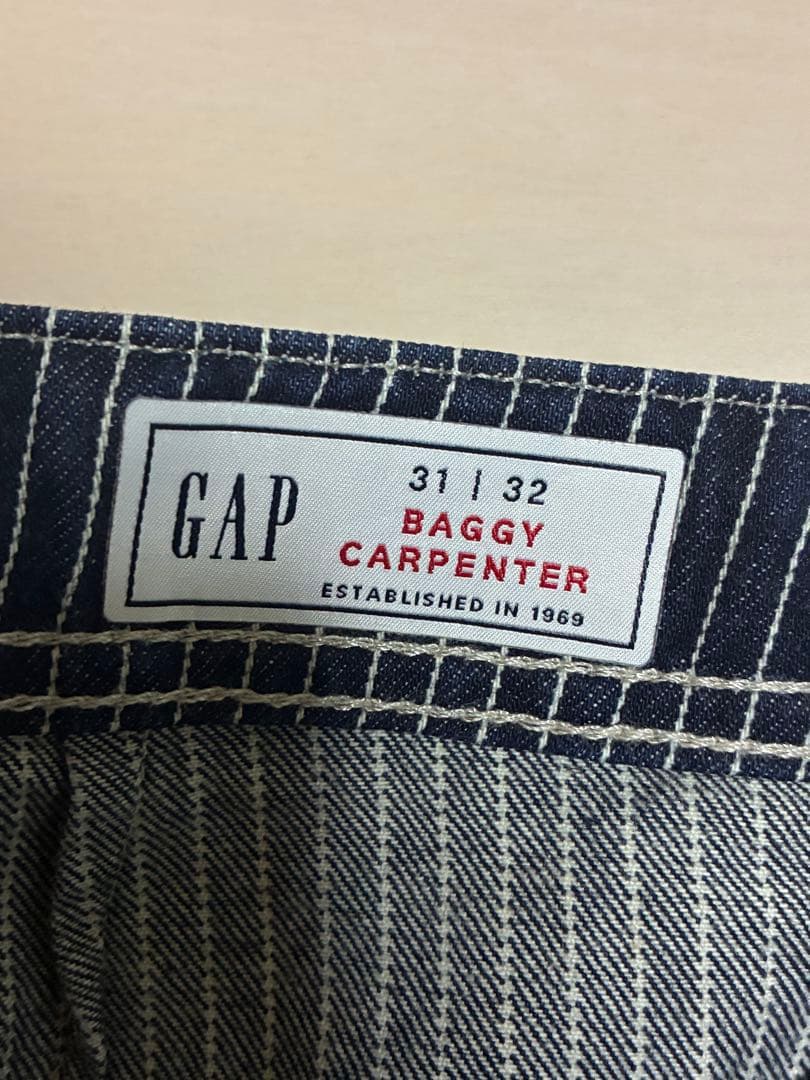 GAP
31 | 32
BAGGY
CARPENTER
ESTABLISHED IN 1969